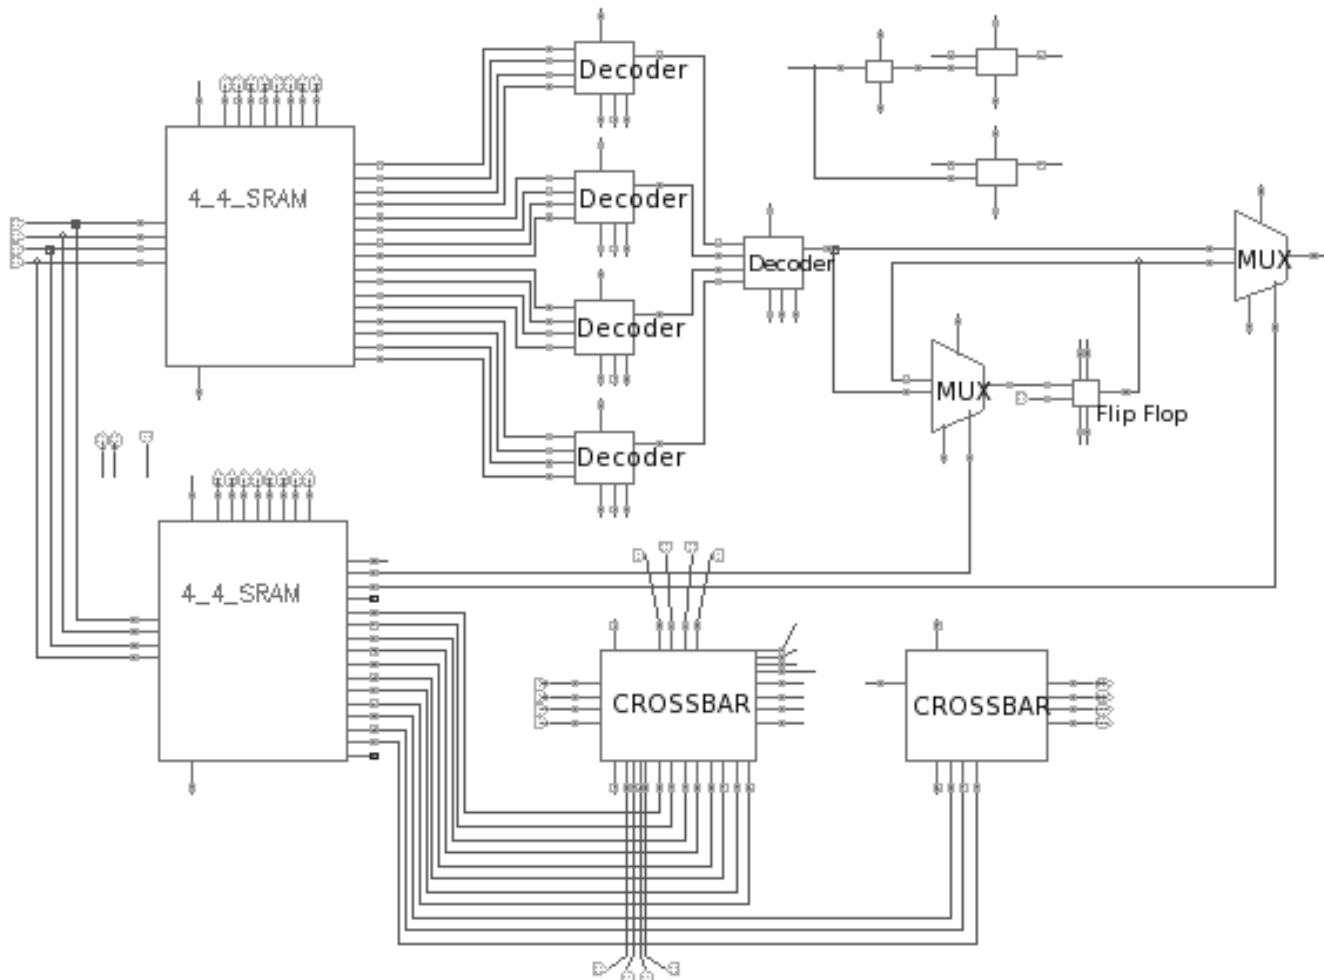 Decoder
4_4_SRAM
Decoder
Decoder
MUX
Decoder
MUX
Flip Flop
Decoder
4_4_SRAM
CROSSBAR
CROSSBAR